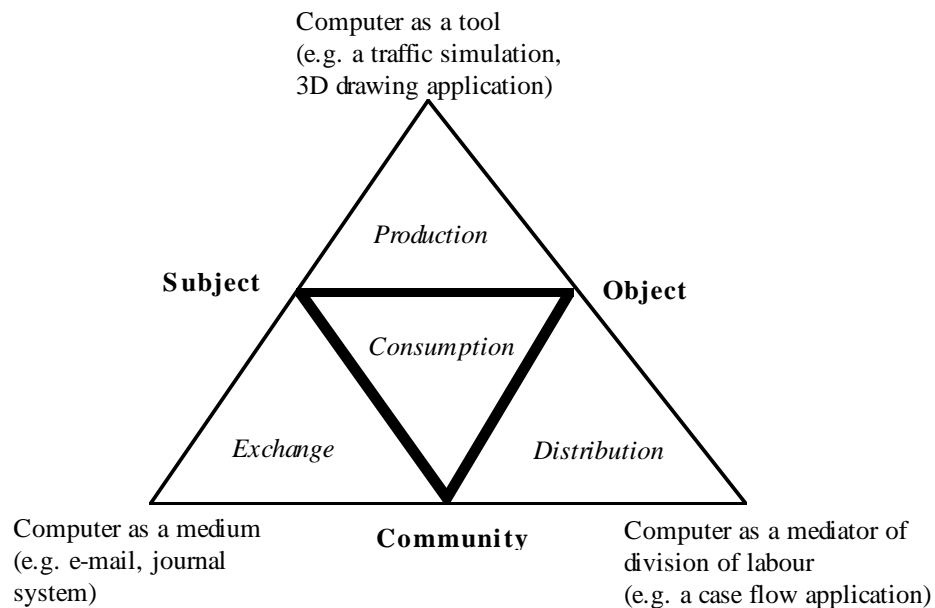 Computer as a tool
(e.g. a traffic simulation,
3D drawing application)
Production
Subject
Object
Consumption
Exchange
Distribution
Computer as a medium
(e.g. e-mail, journal
system)
Community
Computer as a mediator of
division of labour
(e.g. a case flow application)